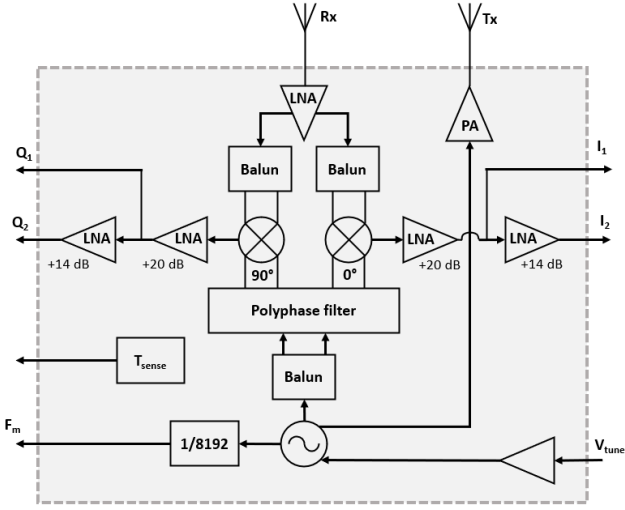 Rx
Tx
LNA
PA
Q1
Balun
Balun
I1
Q2
LNA
LNA
LNA
LNA
I2
+14 dB
+20 dB
90°
0°
+20 dB
+14 dB
Polyphase filter
Tsense
Balun
Fm
1/8192
Vtune